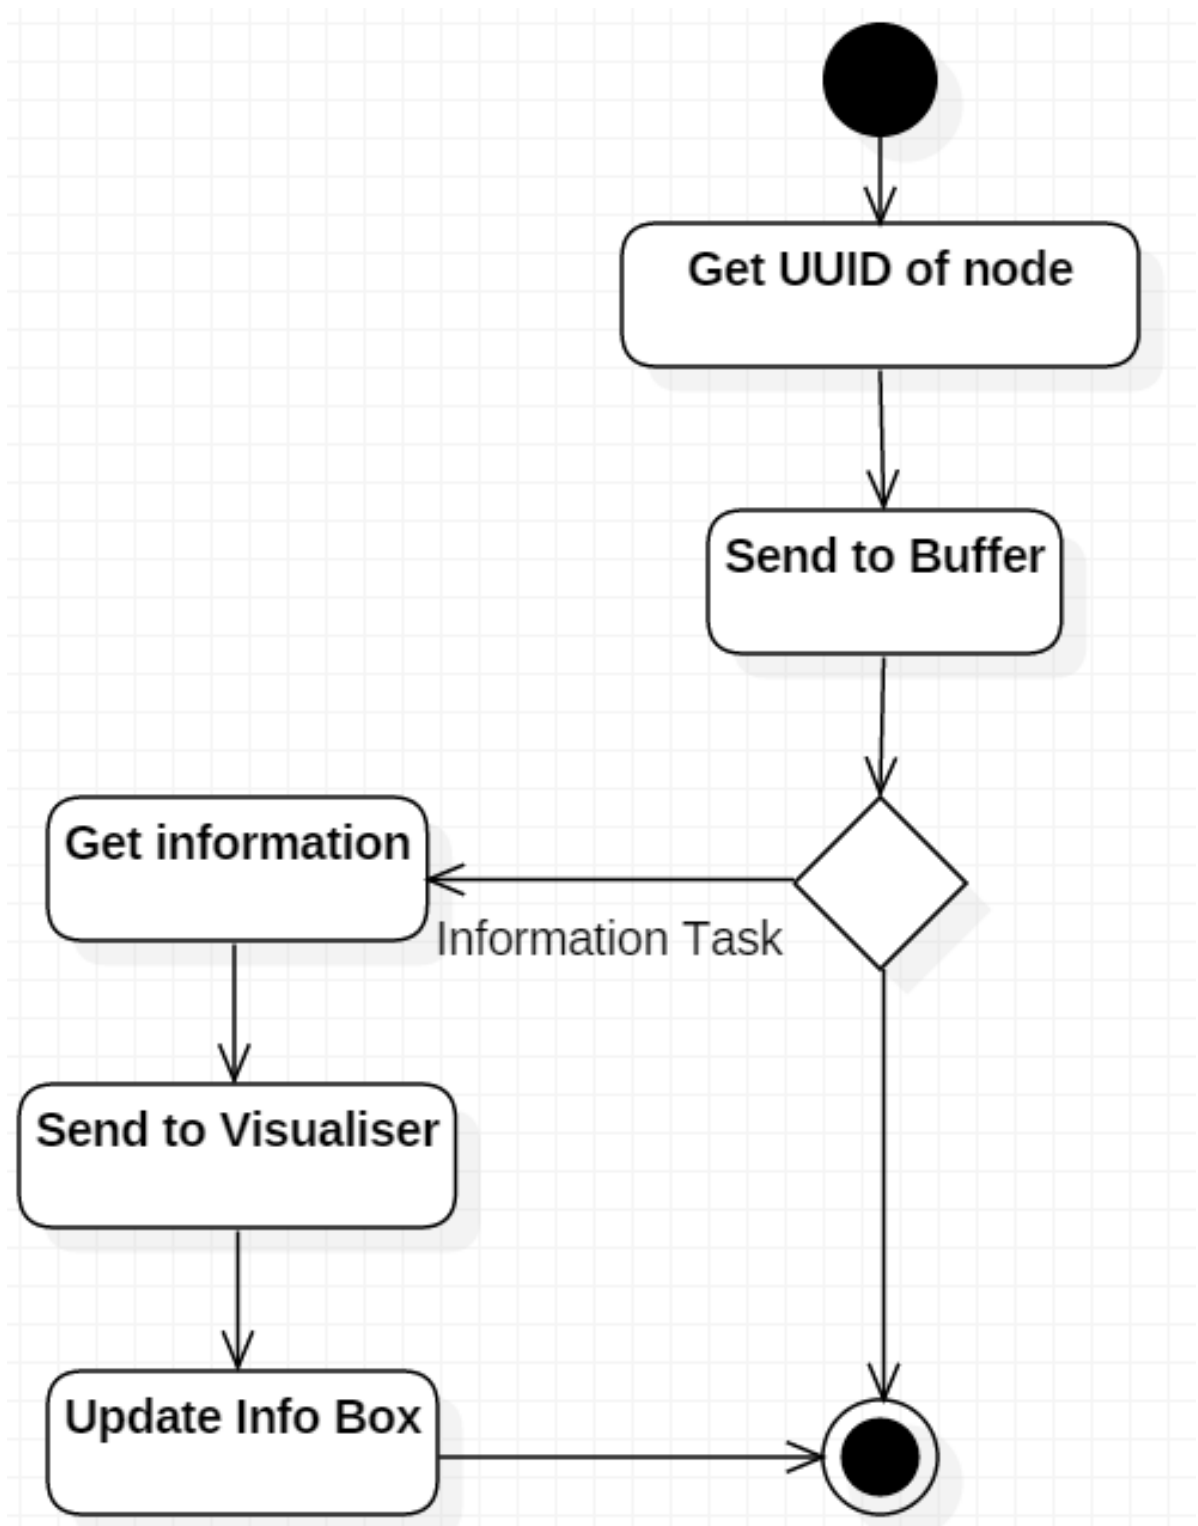 Get UUID of node
Send to Buffer
Get information
Information Task
Send to Visualiser
Update Info Box